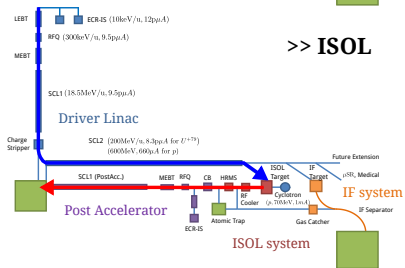 LEBT
ECR-IS (10keV/u, 12pμA)
RFQ (300keV/u, 9.5pμA)
MEBT
>> ISOL
SCL1 (18.5MeV/u, 9.5pμA)
Driver Linac
Charge
Stripper
SCL2 (200MeV/u, 8.3pμA for U⁺⁷⁹)
(600MeV, 660μA for p)
Future Extension
SCL1 (PostAcc.)
MEBT
RFQ
CB
HRMS
RF
Cooler
ISOL
Target
IF
Target
μSR, Medical
Cyclotron
(p, 70MeV, 1mA)
IF system
Post Accelerator
ECR-IS
Atomic Trap
Gas Catcher
IF Separator
ISOL system